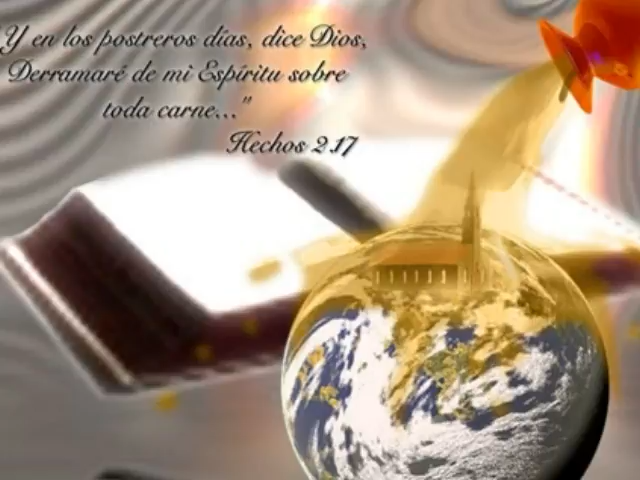 Y en los postreros días, dice Dios,
Derramaré de mi Espíritu sobre
toda carne..."
Hechos 2.17